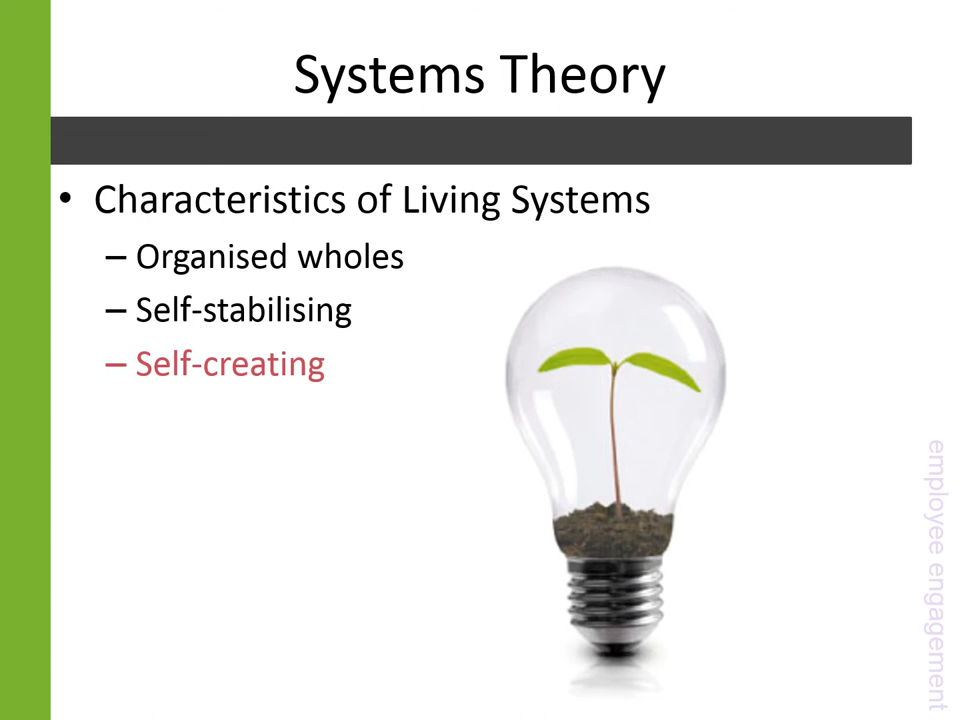 Systems Theory
• Characteristics of Living Systems
– Organised wholes
– Self-stabilising
– Self-creating
employee engagement